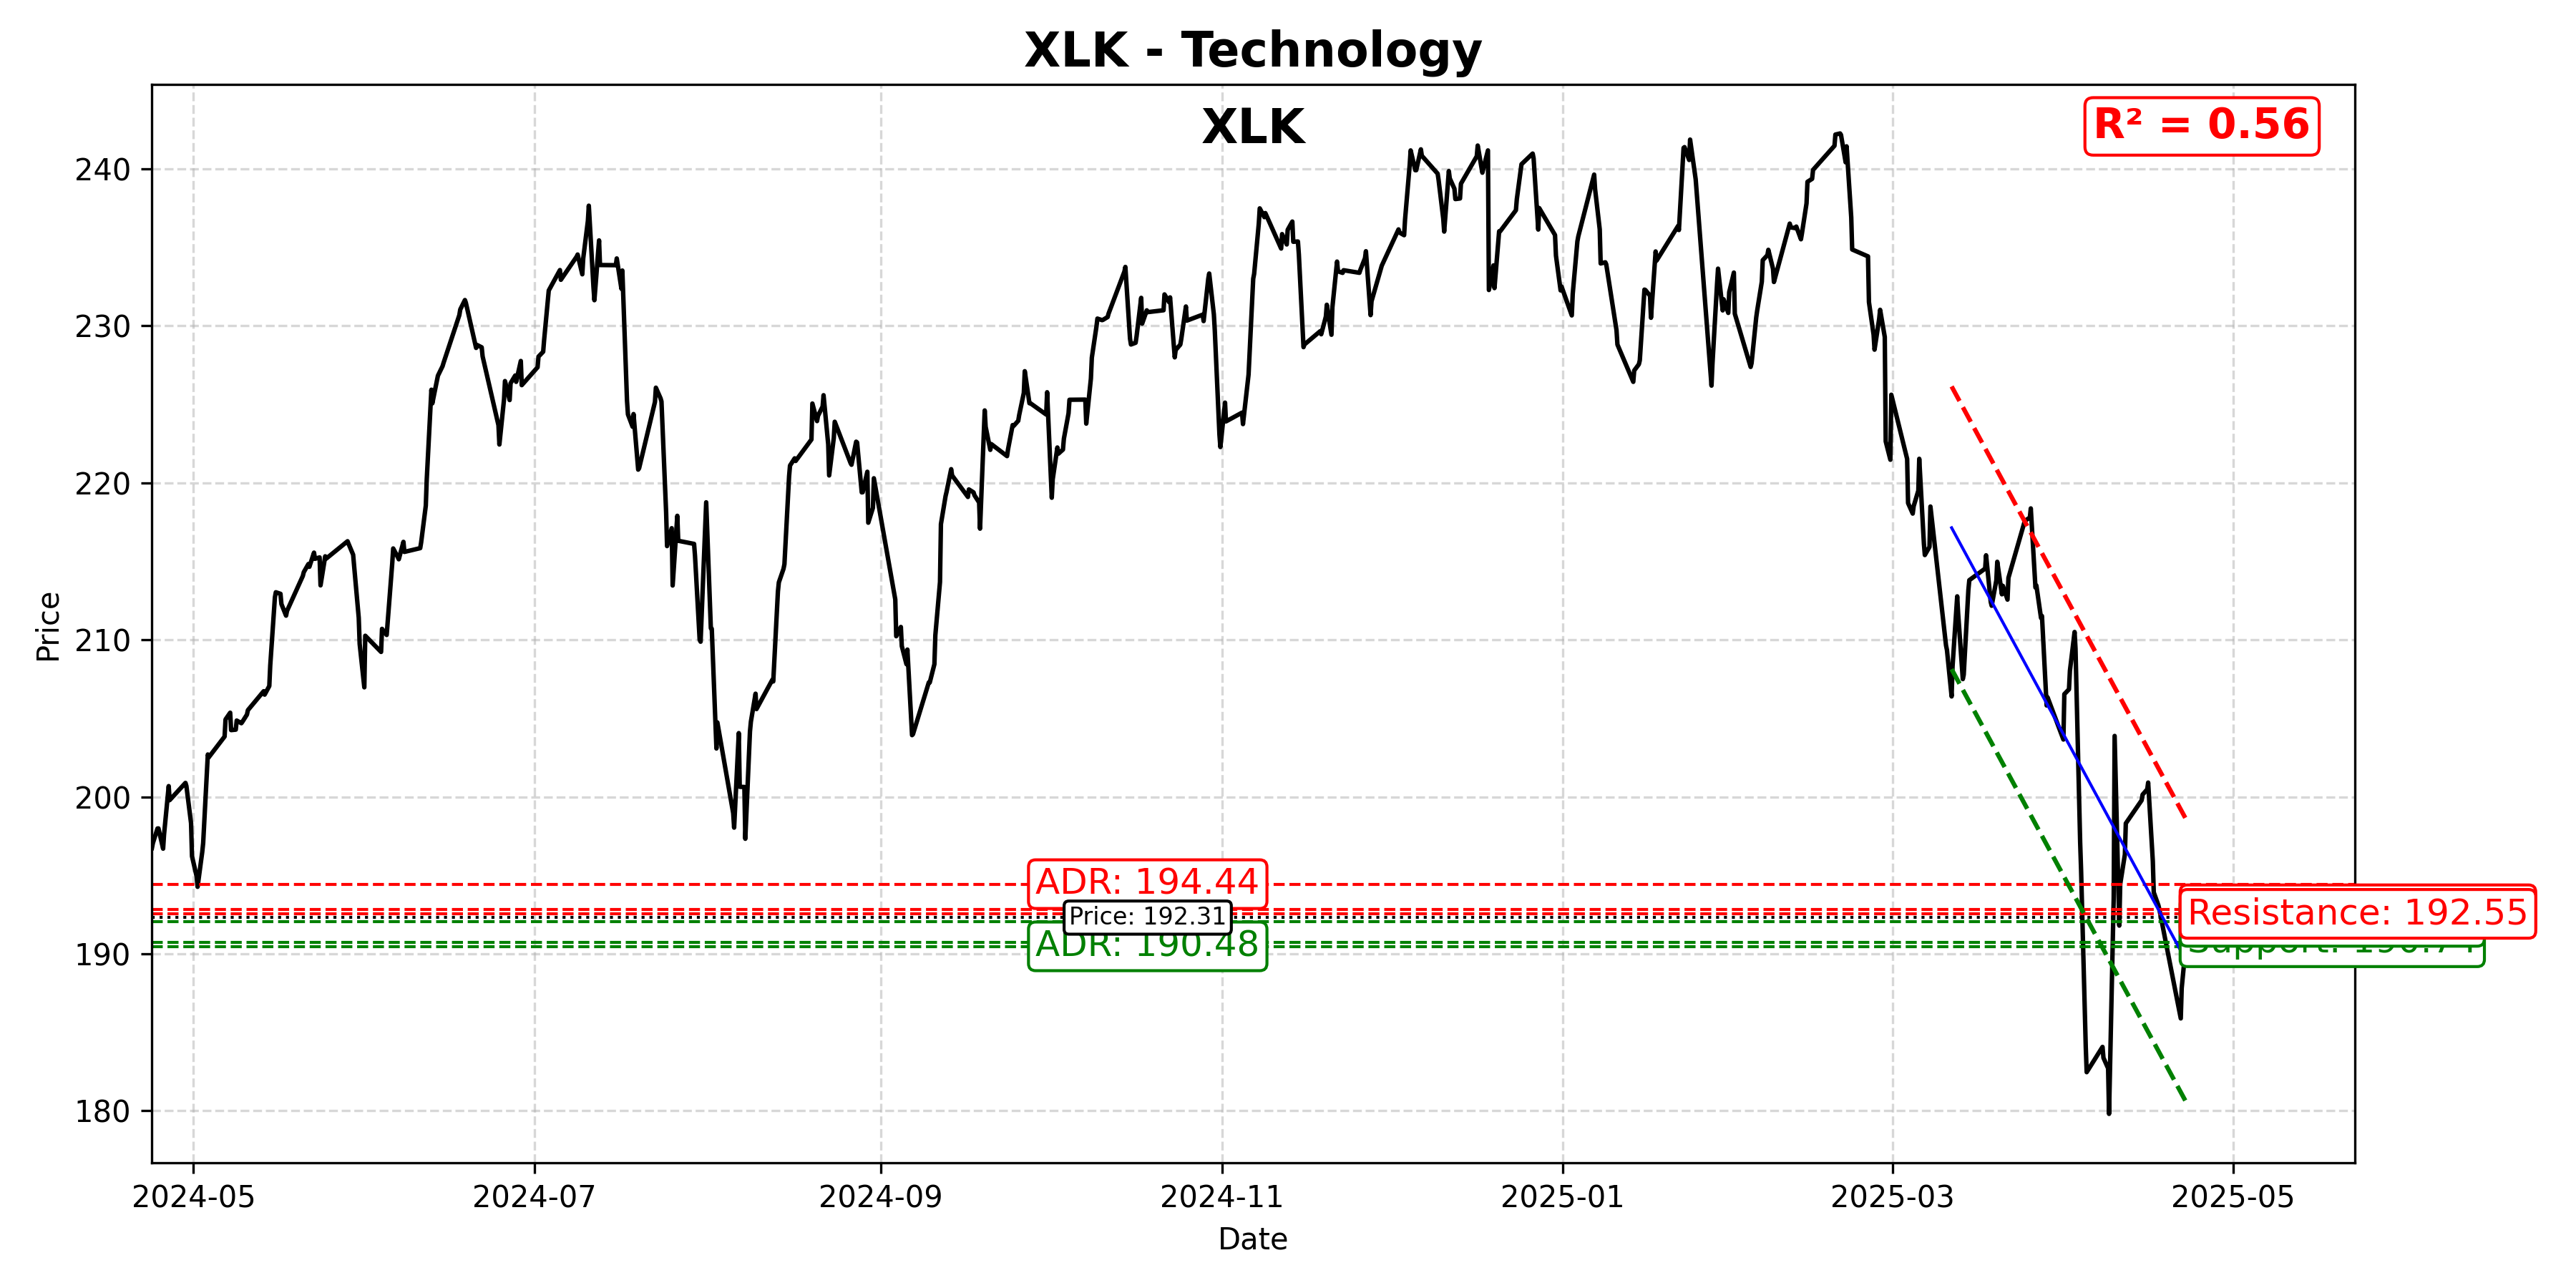 XLK - Technology
XLK
R² = 0.56
240
230
220
210
200
190
180
Price
ADR: 194.44
Price: 192.31
ADR: 190.48
Resistance: 192.55
2024-05
2024-07
2024-09
2024-11
2025-01
2025-03
2025-05
Date